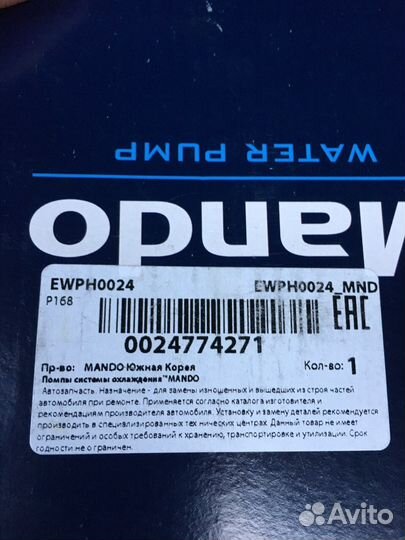 WATER PUMP
Mando
EWPH0024 EWPH0024_MND
P168
EAC
0024774271
Пр-во: MANDO Южная Корея Кол-во: 1
Помпы системы охлаждения "MANDO
Автозапчасть. Назначение - для замены изношенных и вышедших из строя частей
автомобиля при ремонте. Применяется согласно каталога изготовителя и
рекомендациям производителя автомобиля. Установку и замену деталей рекомендуется
производить в специализированных технических центрах. Данный товар не имеет
ограничений и особых требований к хранению, транспортировке и утилизации. Срок
годности не ограничен.
Avito